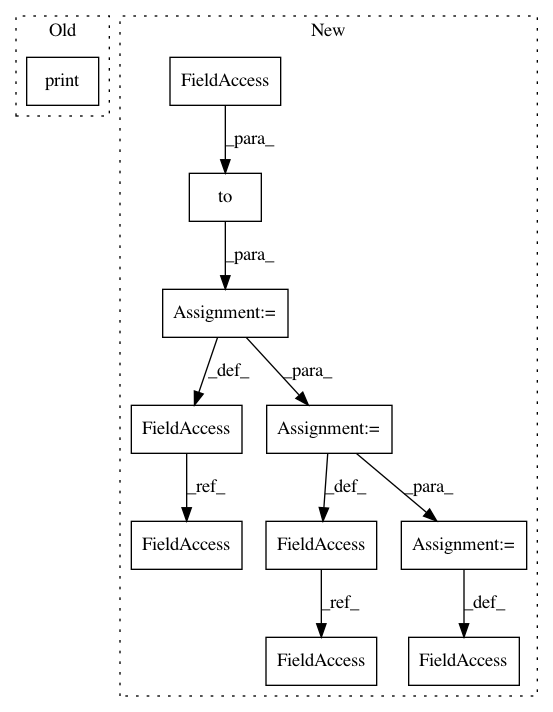 Old
New
print
FieldAccess
_para_
to
_para_
Assignment:=
_def_
_para_
FieldAccess
Assignment:=
_ref_
_def_
_para_
FieldAccess
FieldAccess
Assignment:=
_ref_
_def_
FieldAccess
FieldAccess